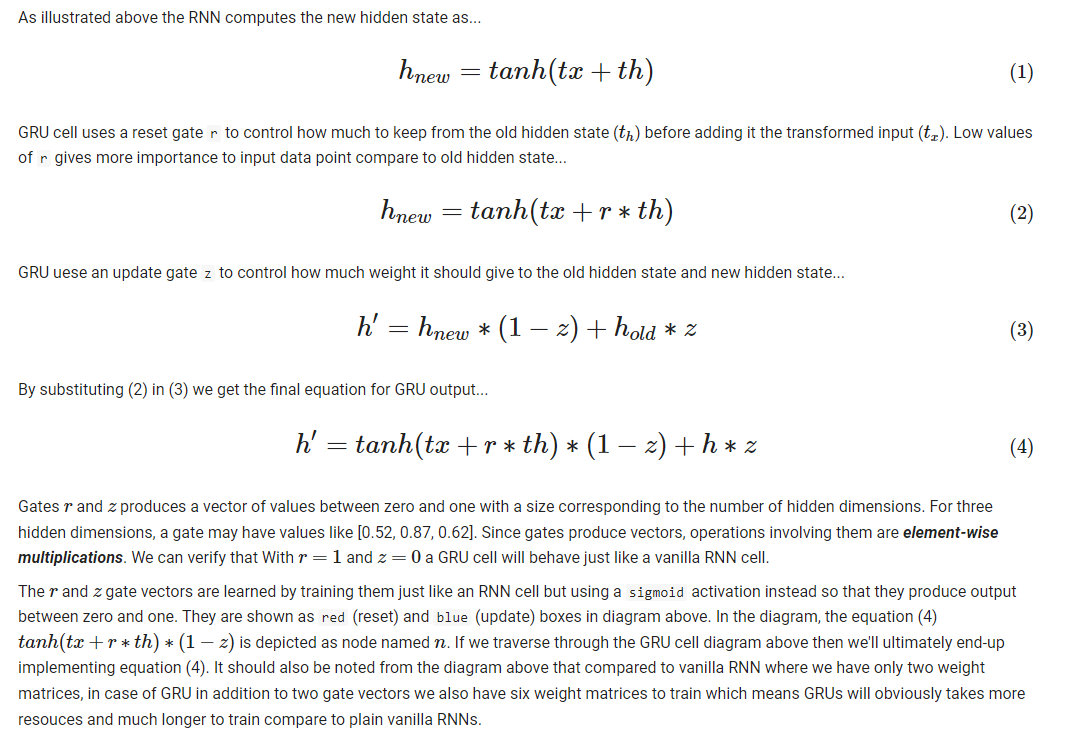 As illustrated above the RNN computes the new hidden state as...
h_new = tanh(tx + th) (1)
GRU cell uses a reset gate r to control how much to keep from the old hidden state (t_h) before adding it the transformed input (t_x). Low values
of r gives more importance to input data point compare to old hidden state...
h_new = tanh(tx + r * th) (2)
GRU uese an update gate z to control how much weight it should give to the old hidden state and new hidden state...
h′ = h_new * (1 − z) + h_old * z (3)
By substituting (2) in (3) we get the final equation for GRU output...
h′ = tanh(tx + r * th) * (1 − z) + h * z (4)
Gates r and z produces a vector of values between zero and one with a size corresponding to the number of hidden dimensions. For three
hidden dimensions, a gate may have values like [0.52, 0.87, 0.62]. Since gates produce vectors, operations involving them are element-wise
multiplications. We can verify that With r = 1 and z = 0 a GRU cell will behave just like a vanilla RNN cell.
The r and z gate vectors are learned by training them just like an RNN cell but using a sigmoid activation instead so that they produce output
between zero and one. They are shown as red (reset) and blue (update) boxes in diagram above. In the diagram, the equation (4)
tanh(tx + r * th) * (1 − z) is depicted as node named n. If we traverse through the GRU cell diagram above then we'll ultimately end-up
implementing equation (4). It should also be noted from the diagram above that compared to vanilla RNN where we have only two weight
matrices, in case of GRU in addition to two gate vectors we also have six weight matrices to train which means GRUs will obviously takes more
resouces and much longer to train compare to plain vanilla RNNs.